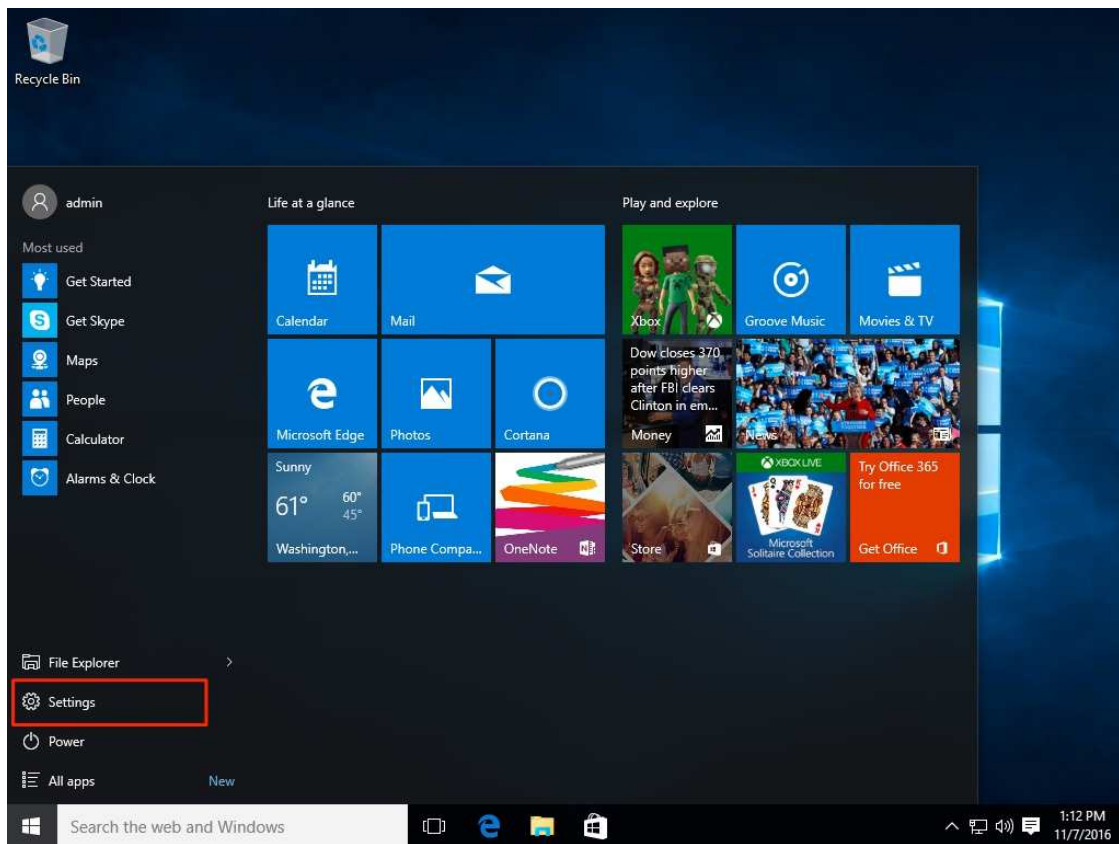 Recycle Bin
admin
Most used
Get Started
Get Skype
Maps
People
Calculator
Alarms & Clock
File Explorer
Settings
Power
All apps New
Life at a glance
Calendar
Mail
Microsoft Edge
Photos
Cortana
Sunny
61°
60°
45°
Washington,...
Phone Compa...
OneNote
Play and explore
Xbox
Groove Music
Movies & TV
Dow closes 370
points higher
after FBI clears
Clinton in em...
Money
News
Store
XBOX LIVE
Microsoft
Solitaire Collection
Try Office 365
for free
Get Office
Search the web and Windows
1:12 PM
11/7/2016